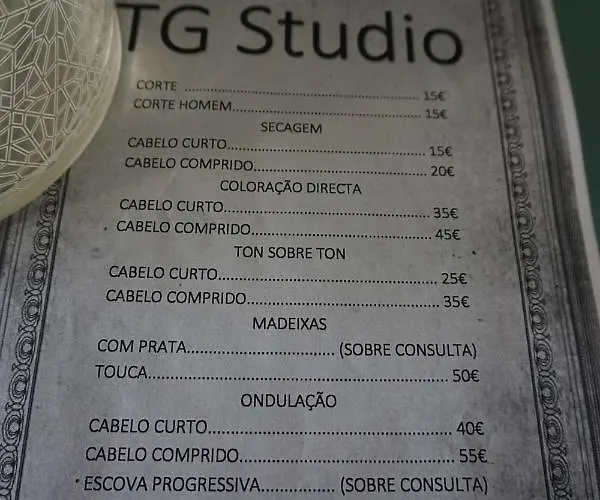 TG Studio
CORTE ........................................................ 15€
CORTE HOMEM............................................. 15€
SECAGEM
CABELO CURTO............................................... 15€
CABELO COMPRIDO......................................... 20€
COLORAÇÃO DIRECTA
CABELO CURTO................................................ 35€
CABELO COMPRIDO.......................................... 45€
TON SOBRE TON
CABELO CURTO................................................. 25€
CABELO COMPRIDO........................................... 35€
MADEIXAS
COM PRATA................................. (SOBRE CONSULTA)
TOUCA................................................................. 50€
ONDULAÇÃO
CABELO CURTO.................................................... 40€
CABELO COMPRIDO.............................................. 55€
ESCOVA PROGRESSIVA................ (SOBRE CONSULTA)